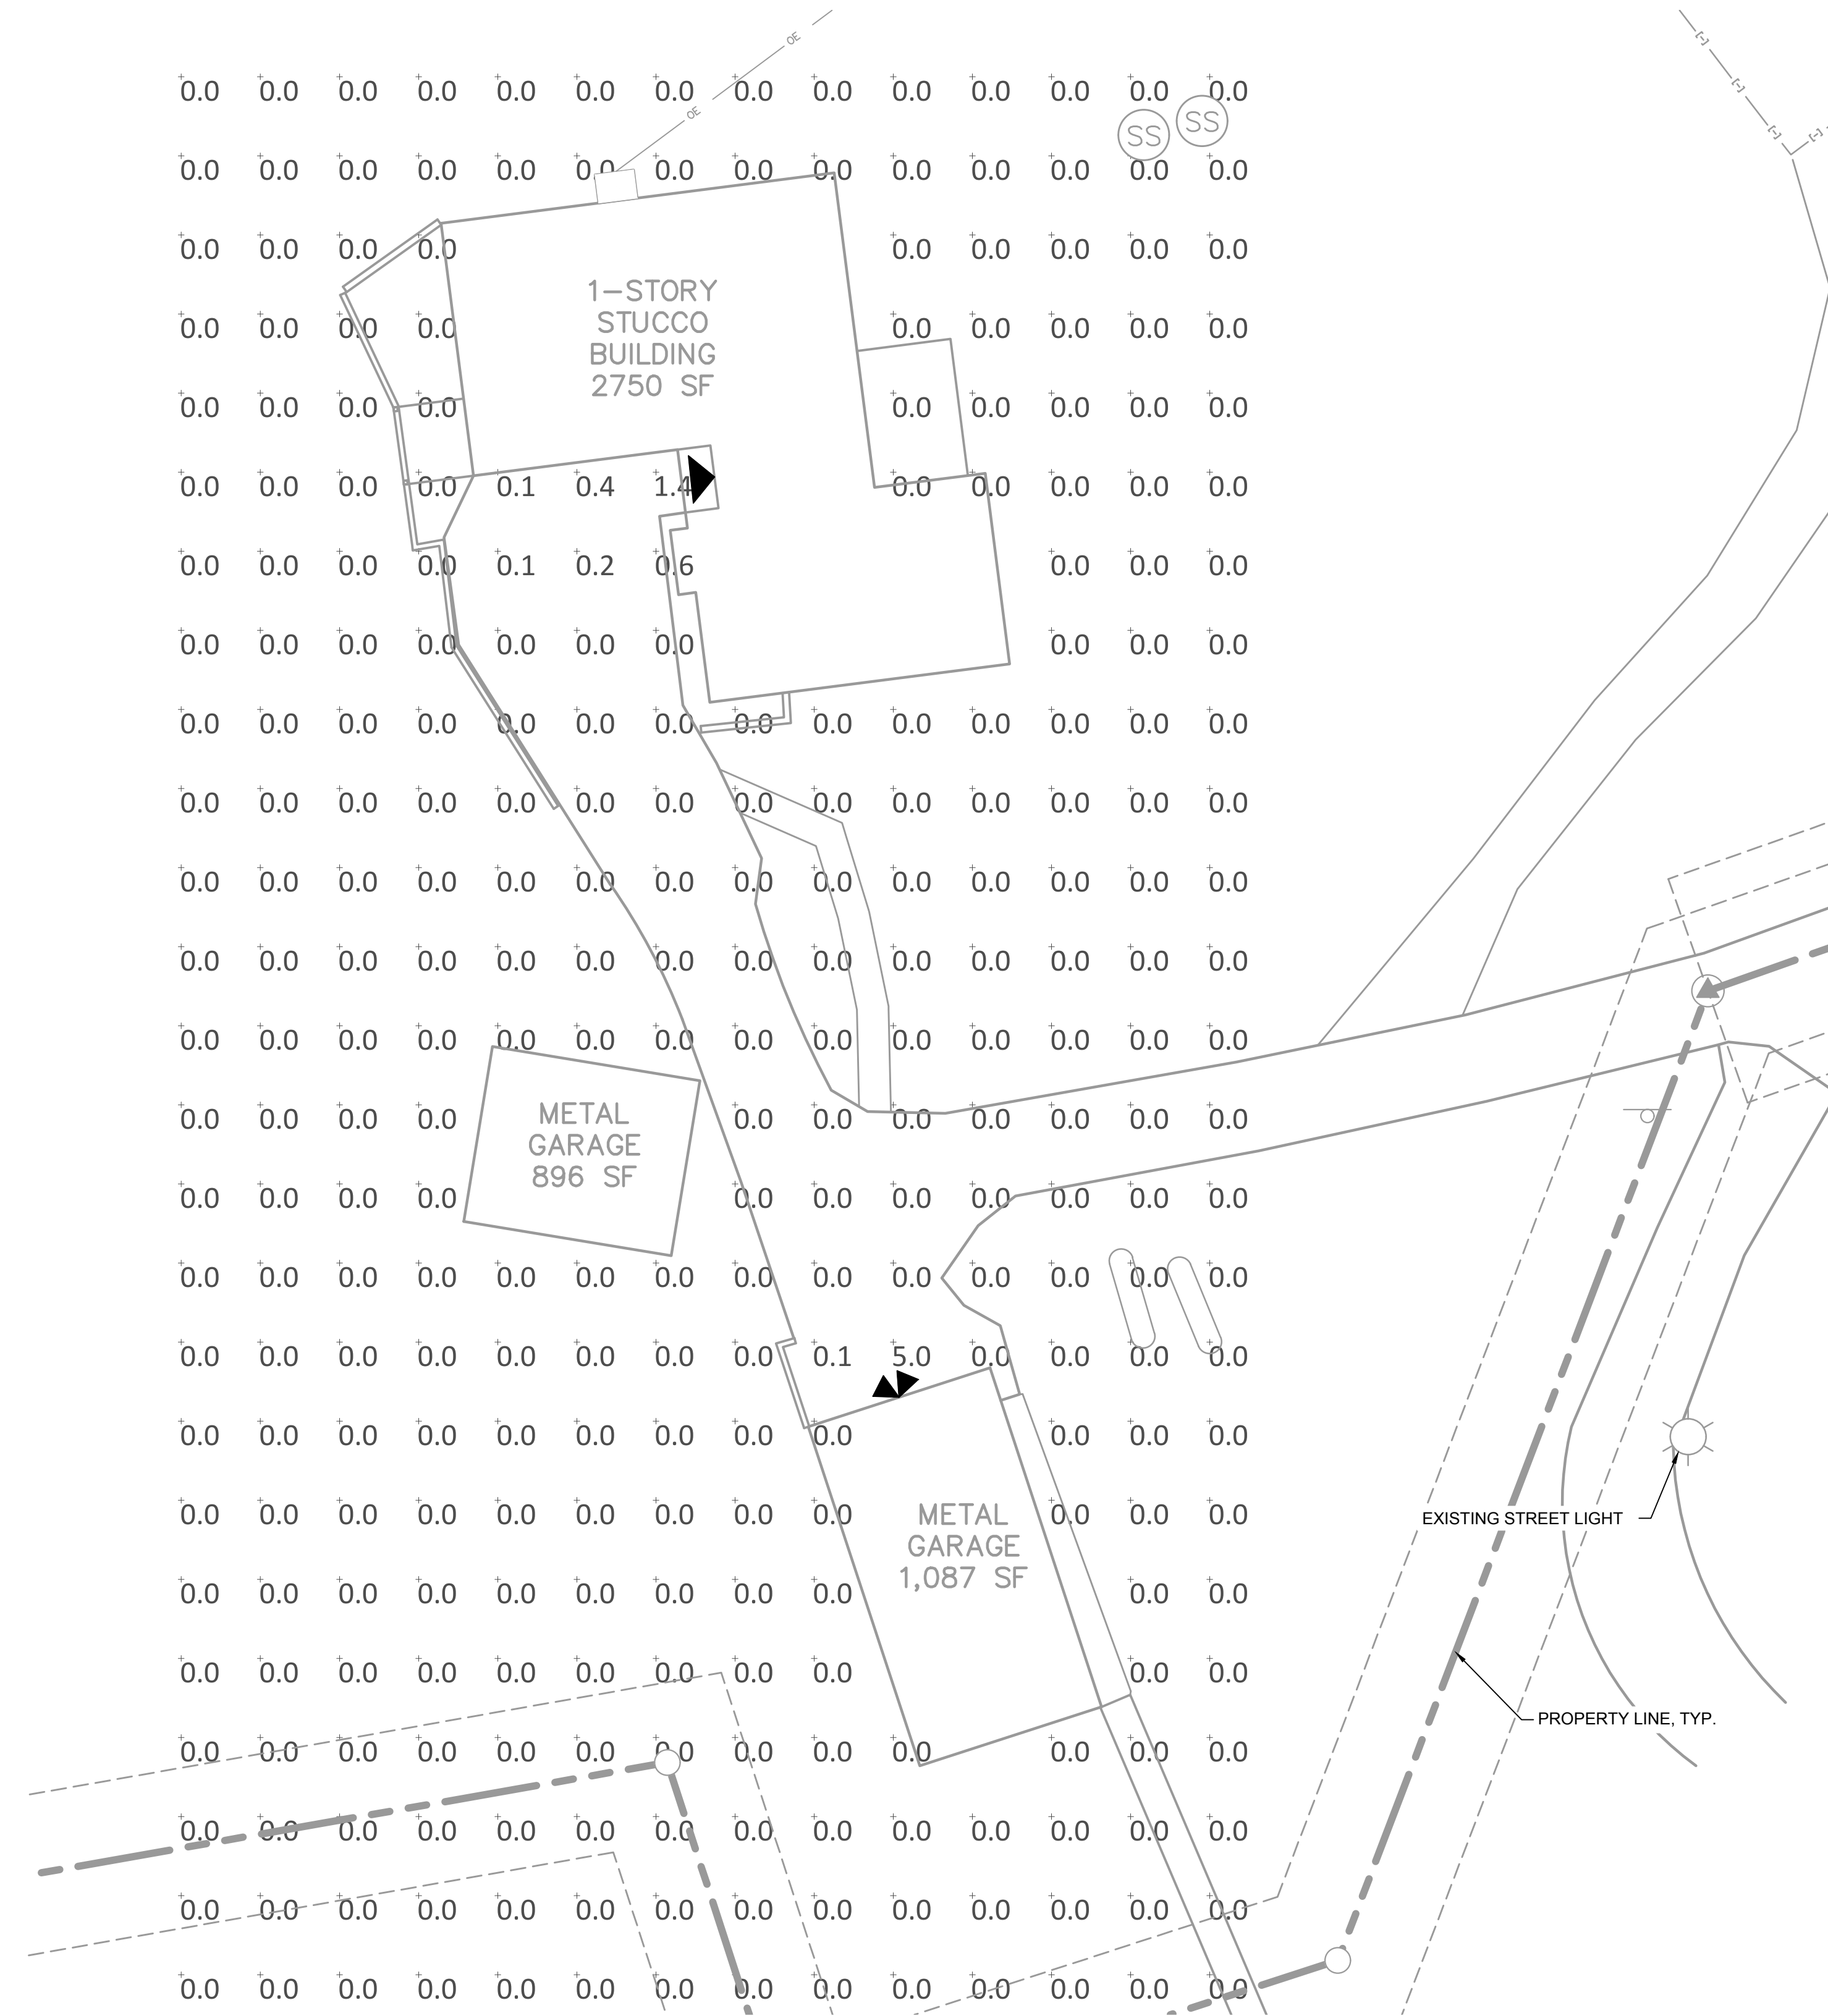 OE
OE
[-]
[-]
[-]
[-]
0.0 0.0 0.0 0.0 0.0 0.0 0.0 0.0 0.0 0.0 0.0 0.0 0.0 0.0
SS SS
0.0 0.0 0.0 0.0 0.0 0.0 0.0 0.0 0.0 0.0 0.0 0.0 0.0 0.0
0.0 0.0 0.0 0.0 0.0 0.0 0.0 0.0 0.0
1-STORY
STUCCO
BUILDING
2750 SF
0.0 0.0 0.0 0.0 0.0 0.0 0.0 0.0 0.0
0.0 0.0 0.0 0.0 0.0 0.0 0.0 0.0 0.0
0.0 0.0 0.0 0.0 0.1 0.4 1.4 0.0 0.0 0.0 0.0 0.0
0.0 0.0 0.0 0.0 0.1 0.2 0.6 0.0 0.0 0.0
0.0 0.0 0.0 0.0 0.0 0.0 0.0 0.0 0.0 0.0
0.0 0.0 0.0 0.0 0.0 0.0 0.0 0.0 0.0 0.0 0.0 0.0 0.0 0.0
0.0 0.0 0.0 0.0 0.0 0.0 0.0 0.0 0.0 0.0 0.0 0.0 0.0 0.0
0.0 0.0 0.0 0.0 0.0 0.0 0.0 0.0 0.0 0.0 0.0 0.0 0.0 0.0
0.0 0.0 0.0 0.0 0.0 0.0 0.0 0.0 0.0 0.0 0.0 0.0 0.0 0.0
0.0 0.0 0.0 0.0 0.0 0.0 0.0 0.0 0.0 0.0 0.0 0.0 0.0 0.0
0.0 0.0 0.0 0.0 0.0 0.0 0.0 0.0 0.0 0.0 0.0
METAL
GARAGE
896 SF
0.0 0.0 0.0 0.0 0.0 0.0 0.0 0.0 0.0 0.0 0.0
0.0 0.0 0.0 0.0 0.0 0.0 0.0 0.0 0.0 0.0 0.0 0.0 0.0 0.0
0.0 0.0 0.0 0.0 0.0 0.0 0.0 0.0 0.1 5.0 0.0 0.0 0.0 0.0
0.0 0.0 0.0 0.0 0.0 0.0 0.0 0.0 0.0 0.0 0.0 0.0
0.0 0.0 0.0 0.0 0.0 0.0 0.0 0.0 0.0 0.0 0.0 0.0
METAL
GARAGE
1,087 SF
EXISTING STREET LIGHT
0.0 0.0 0.0 0.0 0.0 0.0 0.0 0.0 0.0 0.0 0.0
0.0 0.0 0.0 0.0 0.0 0.0 0.0 0.0 0.0 0.0 0.0
PROPERTY LINE, TYP.
0.0 0.0 0.0 0.0 0.0 0.0 0.0 0.0 0.0 0.0 0.0 0.0 0.0
0.0 0.0 0.0 0.0 0.0 0.0 0.0 0.0 0.0 0.0 0.0 0.0 0.0 0.0
0.0 0.0 0.0 0.0 0.0 0.0 0.0 0.0 0.0 0.0 0.0 0.0 0.0 0.0
0.0 0.0 0.0 0.0 0.0 0.0 0.0 0.0 0.0 0.0 0.0 0.0 0.0 0.0